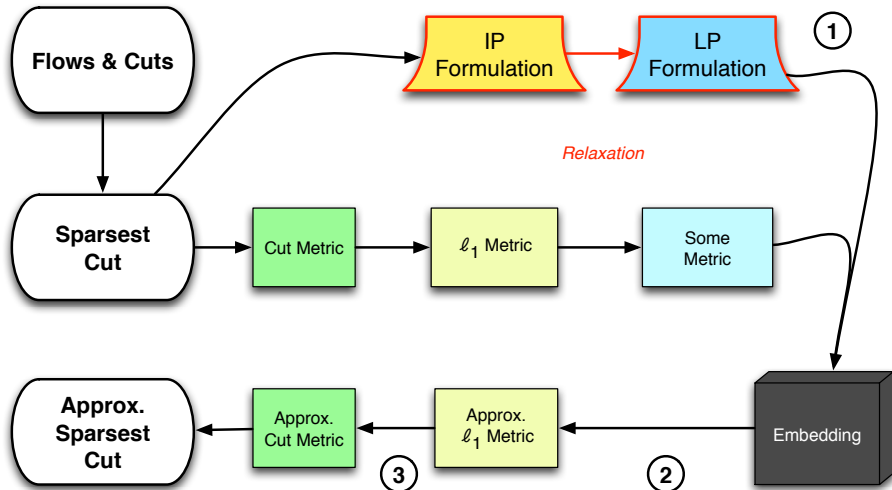 Flows & Cuts
IP
Formulation
LP
Formulation
1
Relaxation
Sparsest
Cut
Cut Metric
ℓ1 Metric
Some
Metric
Approx.
Sparsest
Cut
Approx.
Cut Metric
Approx.
ℓ1 Metric
Embedding
3
2